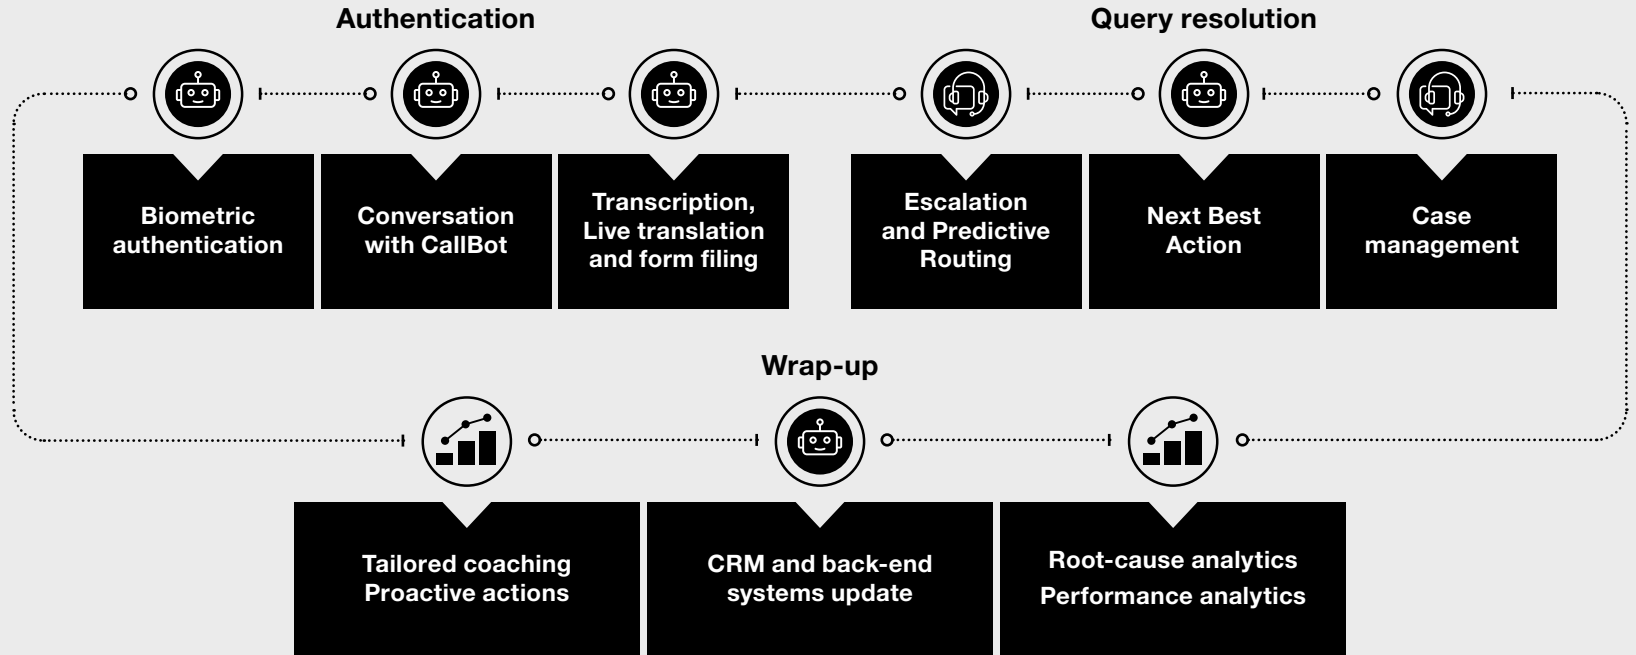 Authentication
Biometric
authentication
Conversation
with CallBot
Transcription,
Live translation
and form filing
Query resolution
Escalation
and Predictive
Routing
Next Best
Action
Case
management
Wrap-up
Tailored coaching
Proactive actions
CRM and back-end
systems update
Root-cause analytics
Performance analytics